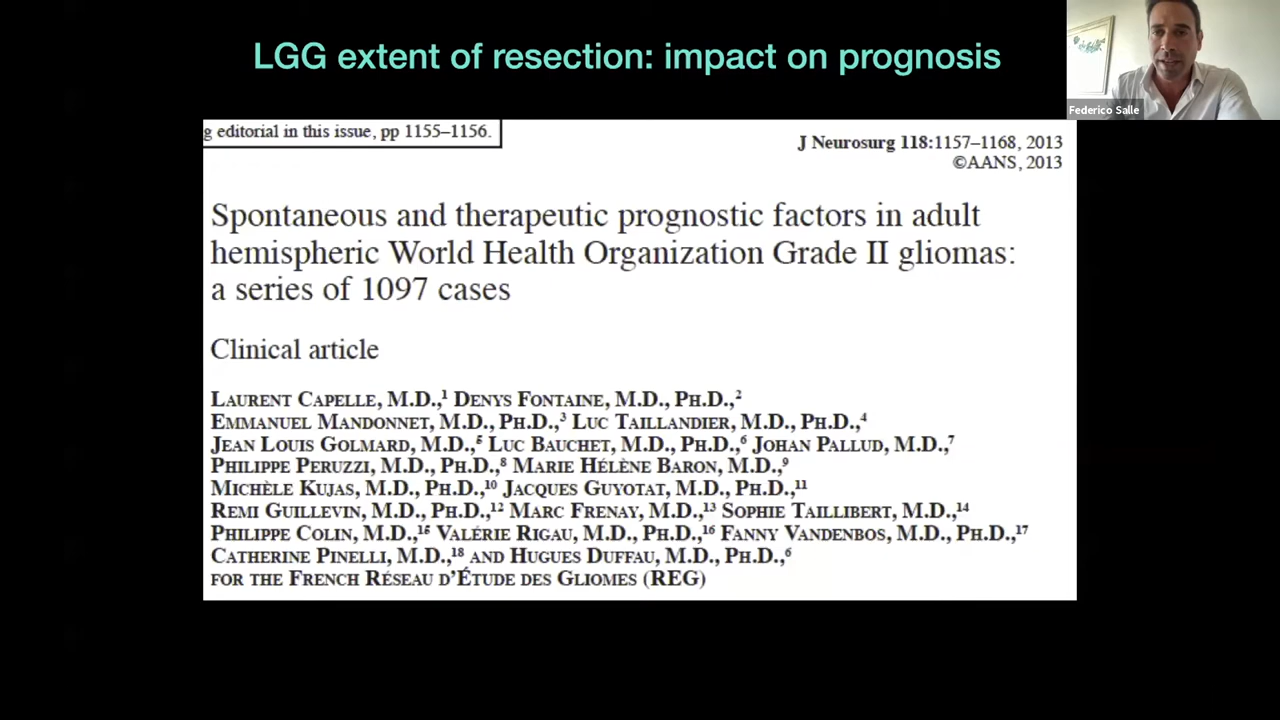 LGG extent of resection: impact on prognosis
Federico Salle
g editorial in this issue, pp 1155–1156.
J Neurosurg 118:1157–1168, 2013
©AANS, 2013
Spontaneous and therapeutic prognostic factors in adult
hemispheric World Health Organization Grade II gliomas:
a series of 1097 cases
Clinical article
LAURENT CAPELLE, M.D.,1 DENYS FONTAINE, M.D., PH.D.,2
EMMANUEL MANDONNET, M.D., PH.D.,3 LUC TAILLANDIER, M.D., PH.D.,4
JEAN LOUIS GOLMARD, M.D.,5 LUC BAUCHET, M.D., PH.D.,6 JOHAN PALLUD, M.D.,7
PHILIPPE PERUZZI, M.D., PH.D.,8 MARIE HÉLÈNE BARON, M.D.,9
MICHÈLE KUJAS, M.D., PH.D.,10 JACQUES GUYOTAT, M.D., PH.D.,11
REMI GUILLEVIN, M.D., PH.D.,12 MARC FRENAY, M.D.,13 SOPHIE TAILLIBERT, M.D.,14
PHILIPPE COLIN, M.D.,15 VALÉRIE RIGAU, M.D., PH.D.,16 FANNY VANDENBOS, M.D., PH.D.,17
CATHERINE PINELLI, M.D.,18 AND HUGUES DUFFAU, M.D., PH.D.,6
FOR THE FRENCH RÉSEAU D'ÉTUDE DES GLIOMES (REG)